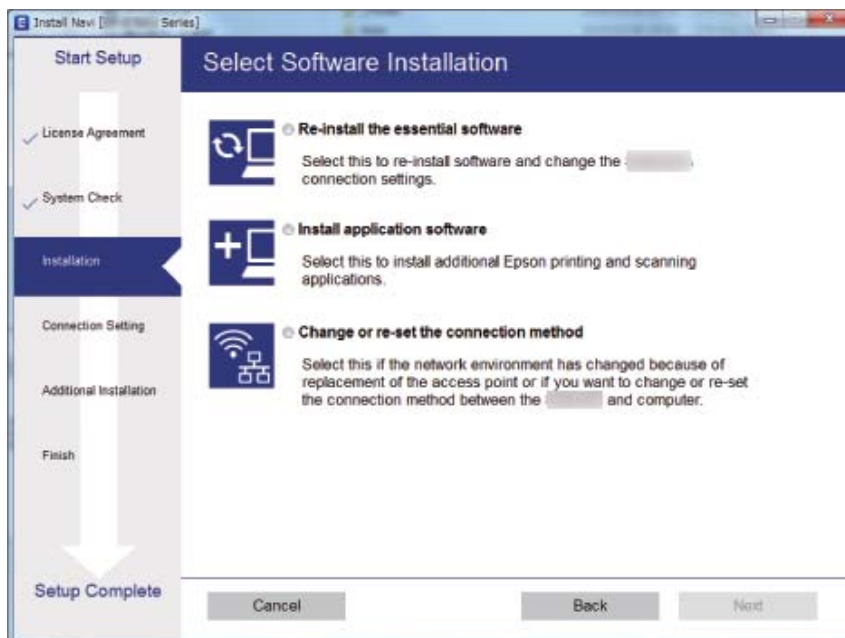 E Install Navi [ Series]
Start Setup
License Agreement
System Check
Installation
Connection Setting
Additional Installation
Finish
Setup Complete
Select Software Installation
Re-install the essential software
Select this to re-install software and change the
connection settings.
Install application software
Select this to install additional Epson printing and scanning
applications.
Change or re-set the connection method
Select this if the network environment has changed because of
replacement of the access point or if you want to change or re-set
the connection method between the and computer.
Cancel
Back
Next